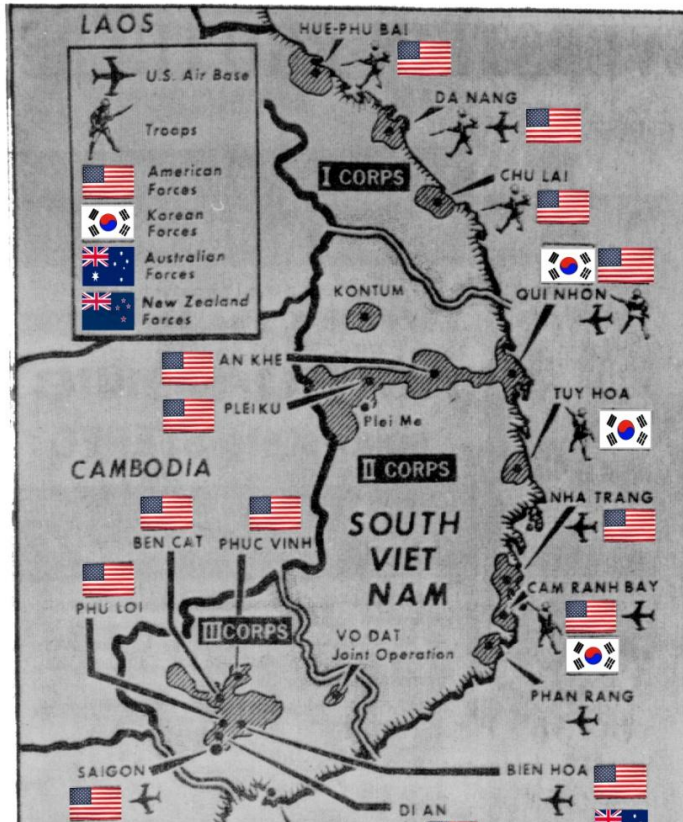 LAOS
HUE-PHU BAI
U.S. Air Base
Troops
American
Forces
Korean
Forces
Australian
Forces
New Zealand
Forces
DA NANG
I CORPS
CHU LAI
KONTUM
QUI NHON
AN KHE
PLEIKU
Plei Me
TUY HOA
CAMBODIA
II CORPS
NHA TRANG
BEN CAT
PHUC VINH
SOUTH
VIET
NAM
CAM RANH BAY
PHU LOI
III CORPS
VO DAT
Joint Operation
PHAN RANG
SAIGON
BIEN HOA
DI AN